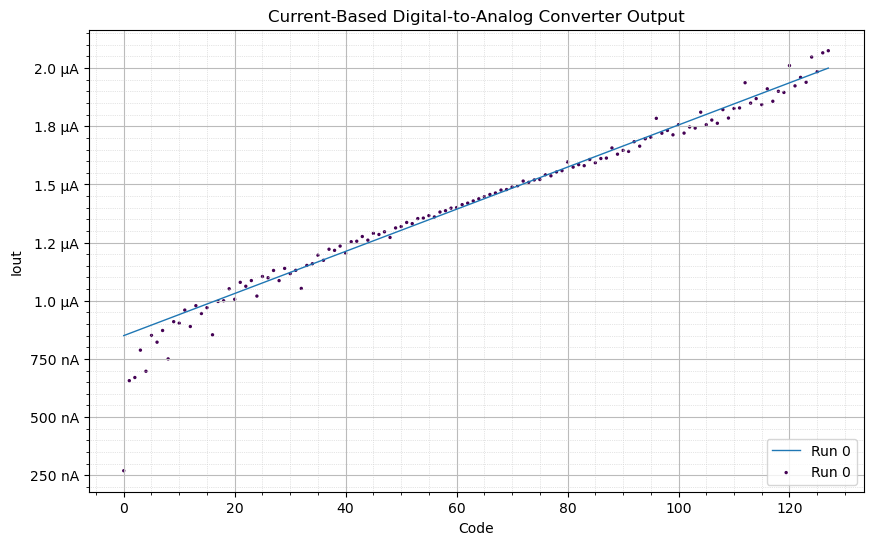 Current-Based Digital-to-Analog Converter Output
2.0 µA
1.8 µA
1.5 µA
1.2 µA
1.0 µA
750 nA
500 nA
250 nA
Iout
0 20 40 60 80 100 120
Code
Run 0
Run 0